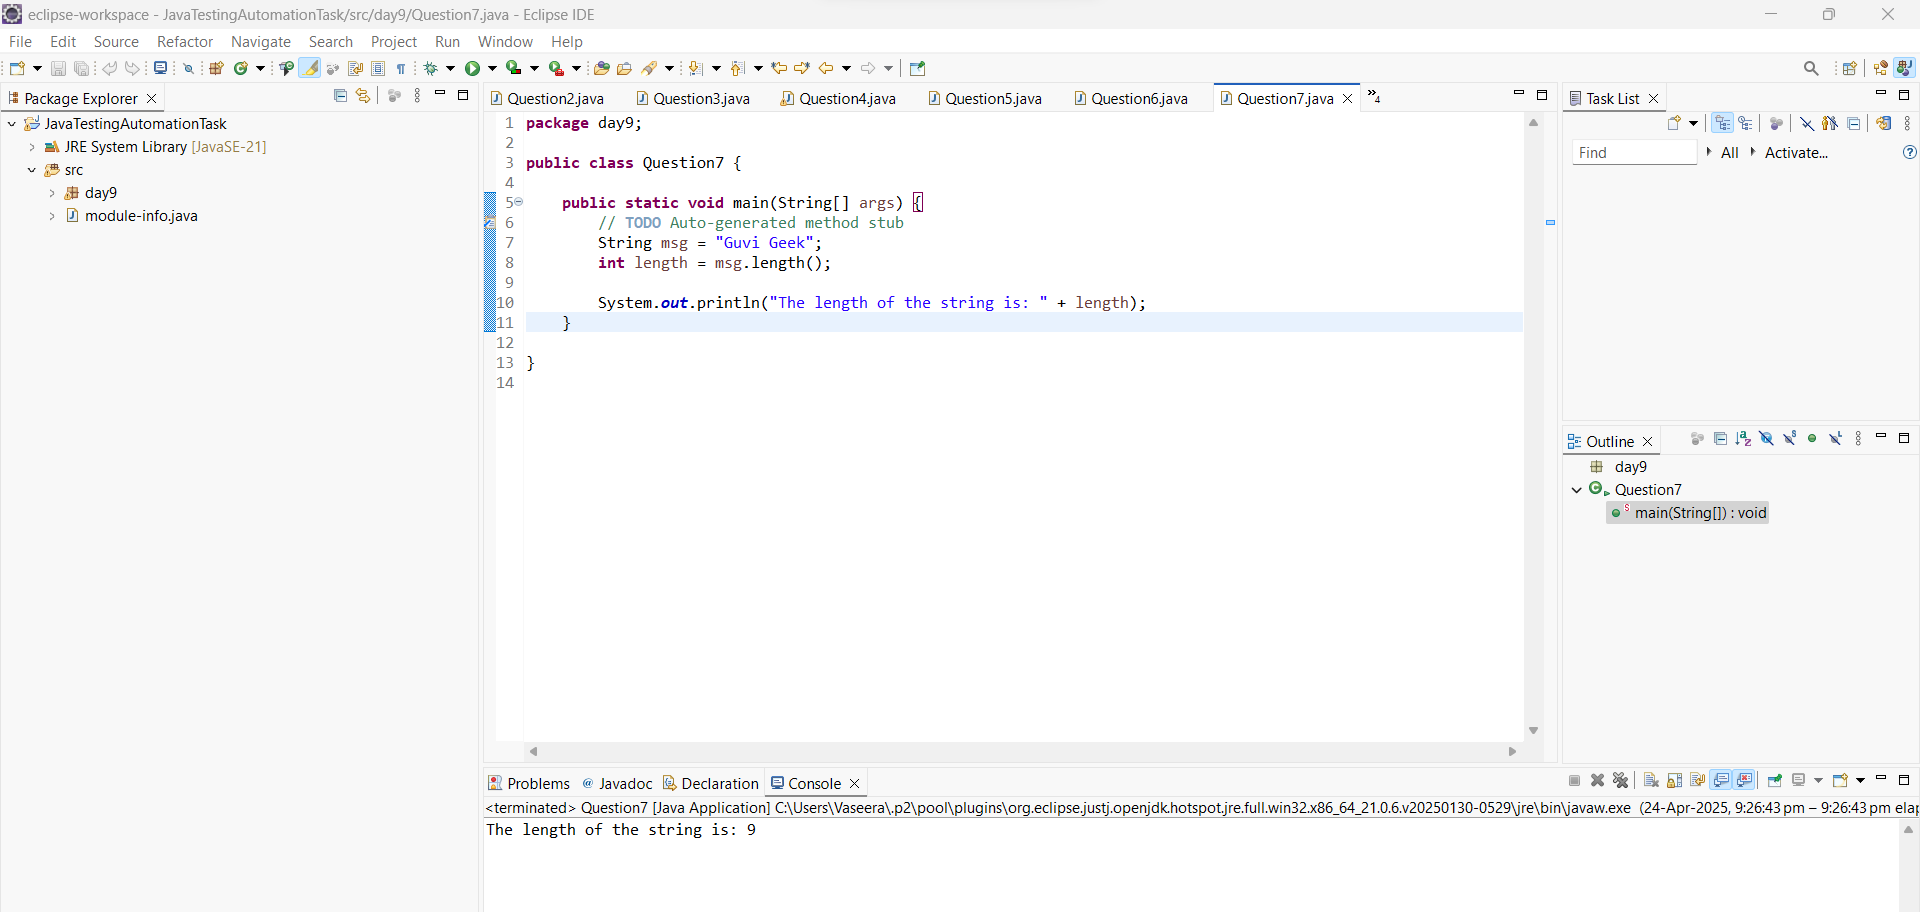 eclipse-workspace - JavaTestingAutomationTask/src/day9/Question7.java - Eclipse IDE
File Edit Source Refactor Navigate Search Project Run Window Help
Package Explorer
JavaTestingAutomationTask
JRE System Library [JavaSE-21]
src
day9
module-info.java
Question2.java Question3.java Question4.java Question5.java Question6.java Question7.java »4
1 package day9;
2
3 public class Question7 {
4
5 public static void main(String[] args) {
6 // TODO Auto-generated method stub
7 String msg = "Guvi Geek";
8 int length = msg.length();
9
10 System.out.println("The length of the string is: " + length);
11 }
12
13 }
14
Task List
Find All Activate...
Outline
day9
Question7
main(String[]) : void
Problems @ Javadoc Declaration Console
<terminated> Question7 [Java Application] C:\Users\Vaseera\.p2\pool\plugins\org.eclipse.justj.openjdk.hotspot.jre.full.win32.x86_64_21.0.6.v20250130-0529\jre\bin\javaw.exe (24-Apr-2025, 9:26:43 pm – 9:26:43 pm elap
The length of the string is: 9